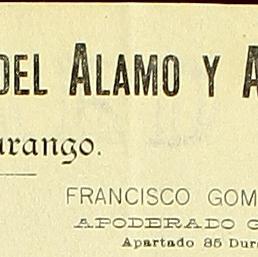 DEL ALAMO Y A
urango.
FRANCISCO GOM
APODERADO G
Apartado 85 Dur